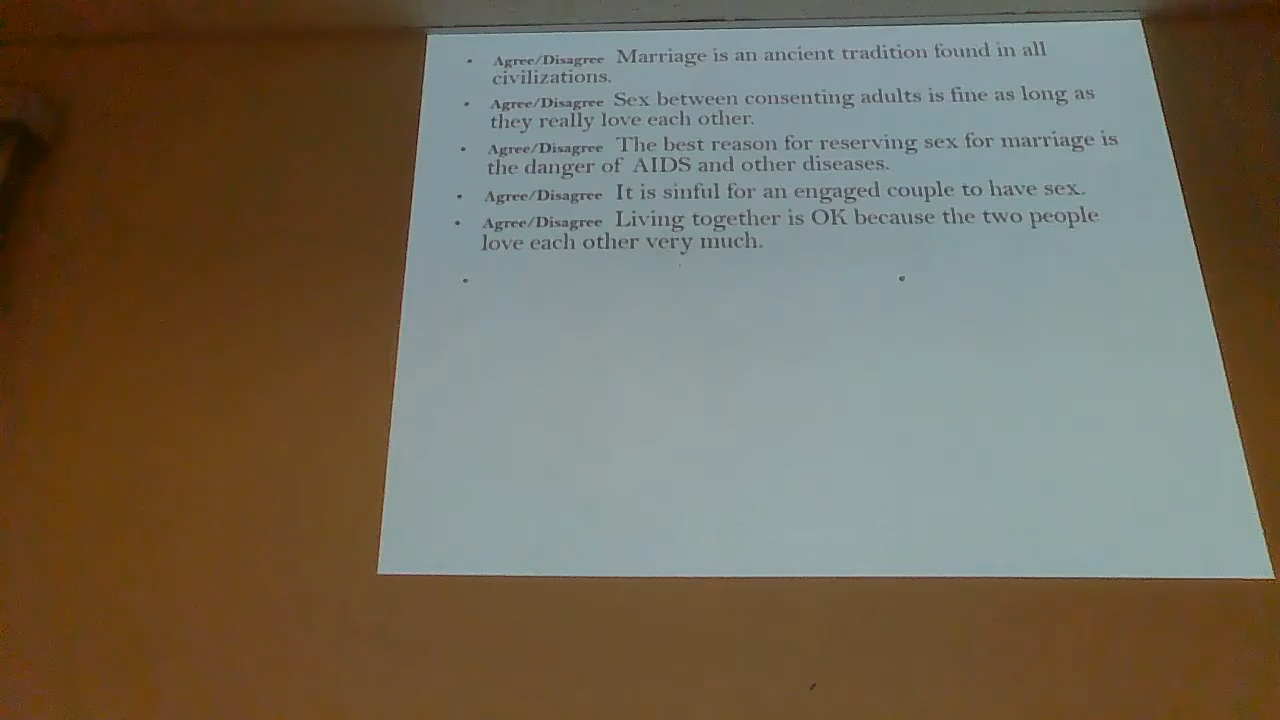 • Agree/Disagree Marriage is an ancient tradition found in all
civilizations.
• Agree/Disagree Sex between consenting adults is fine as long as
they really love each other.
• Agree/Disagree The best reason for reserving sex for marriage is
the danger of AIDS and other diseases.
• Agree/Disagree It is sinful for an engaged couple to have sex.
• Agree/Disagree Living together is OK because the two people
love each other very much.